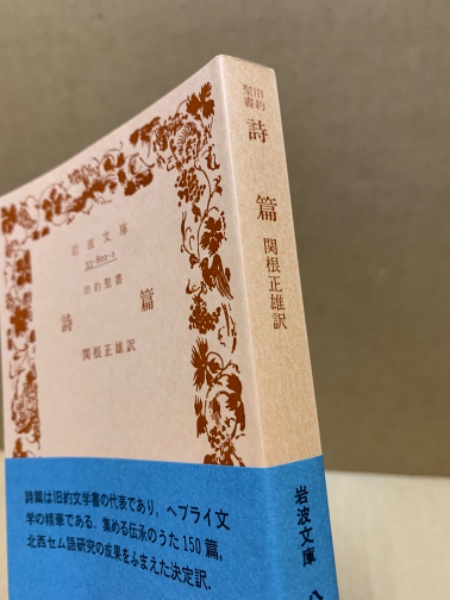 岩波文庫
33-802-1
旧約聖書
詩篇
関根正雄訳
詩篇は旧約文学書の代表であり，ヘブライ文
学の精華である．集める伝承のうた150篇，
北西セム語研究の成果をふまえた決定訳．
旧約
聖書
詩篇
関根正雄訳
岩波文庫